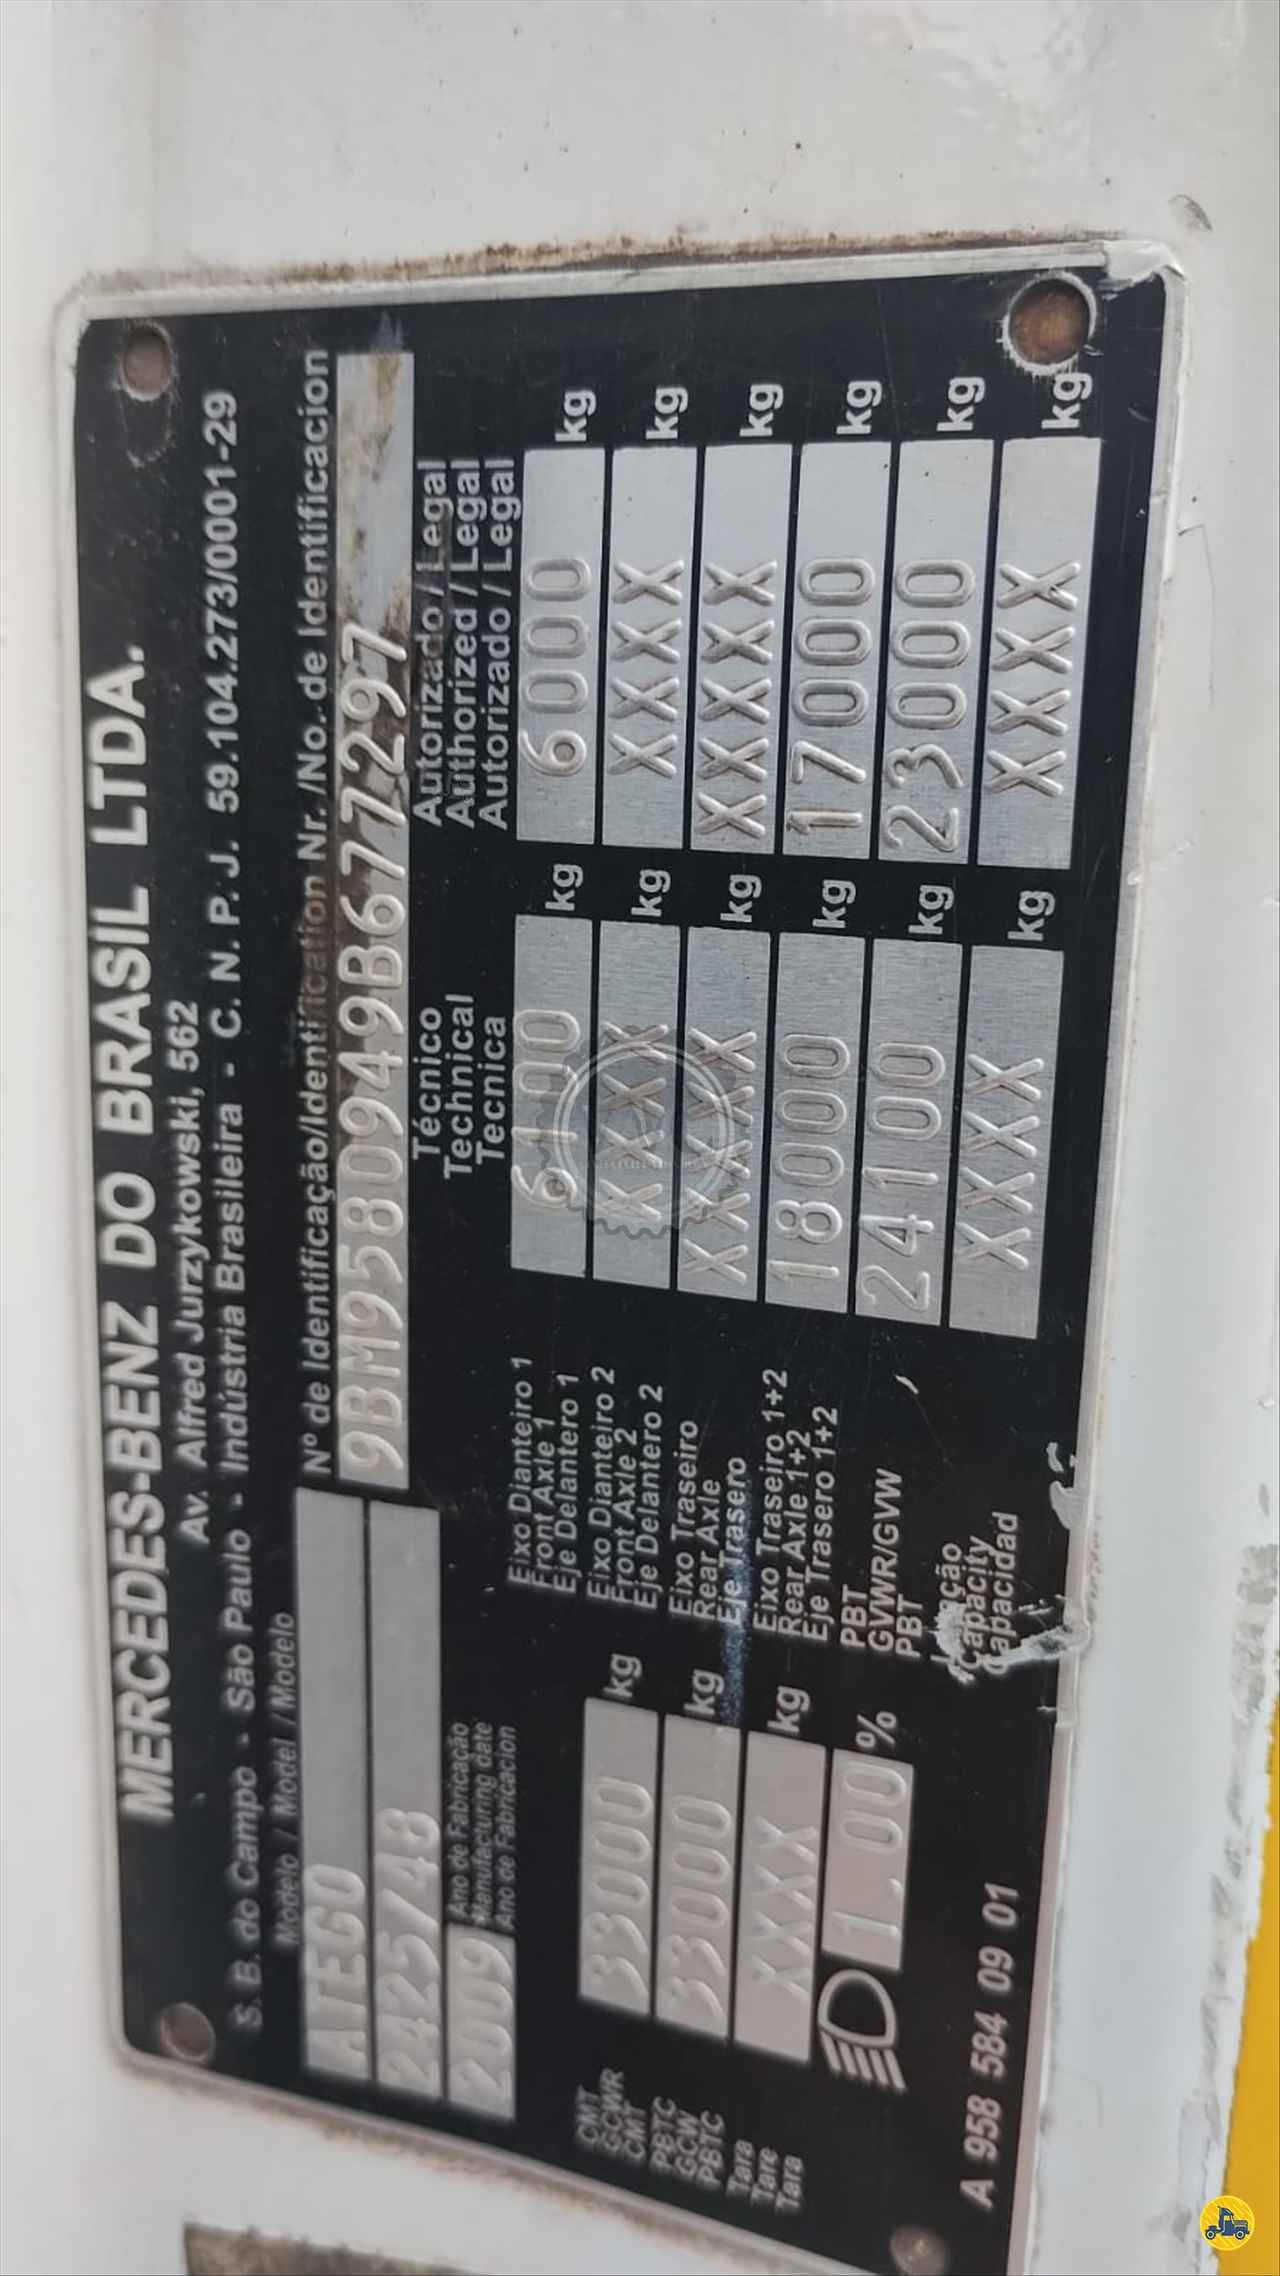 MERCEDES-BENZ DO BRASIL LTDA.
Av. Alfred Jurzykowski, 562
S. B. do Campo - São Paulo - Indústria Brasileira - C. N. P. J. 59.104.273/0001-29
Modelo / Model / Modelo
Nº de Identificação/Identification Nr./No. de Identificacion
ATEGO
9BM9580949B677297
2425/48
2009
Ano de Fabricação
Manufacturing date
Ano de Fabricacion
Técnico
Technical
Tecnica
Autorizado / Legal
Authorized / Legal
Autorizado / Legal
Eixo Dianteiro 1
Front Axle 1
Eje Delantero 1
6100 kg
6000 kg
CMT
GCWR
CMT
33000 kg
Eixo Dianteiro 2
Front Axle 2
Eje Delantero 2
XXXX kg
XXXX kg
PBTC
GCW
PBTC
33000 kg
Eixo Traseiro
Rear Axle
Eje Trasero
XXXXX kg
XXXXX kg
Tara
Tare
Tara
XXXX kg
Eixo Traseiro 1+2
Rear Axle 1+2
Eje Trasero 1+2
18000 kg
17000 kg
1.00 %
PBT
GVWR/GVW
PBT
24100 kg
23000 kg
Capacity
Capacidad
XXXX kg
XXXX kg
A 958 584 09 01